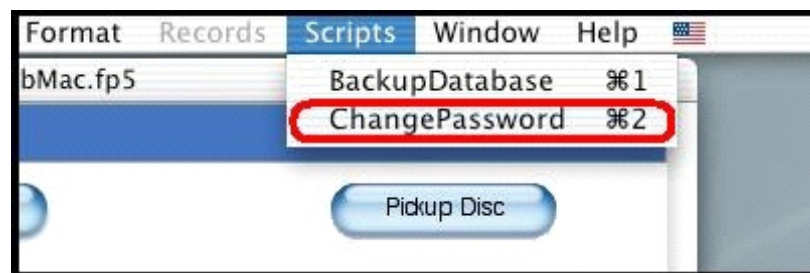 Format Records Scripts Window Help
bMac.fp5
BackupDatabase ⌘1
ChangePassword ⌘2
Pickup Disc